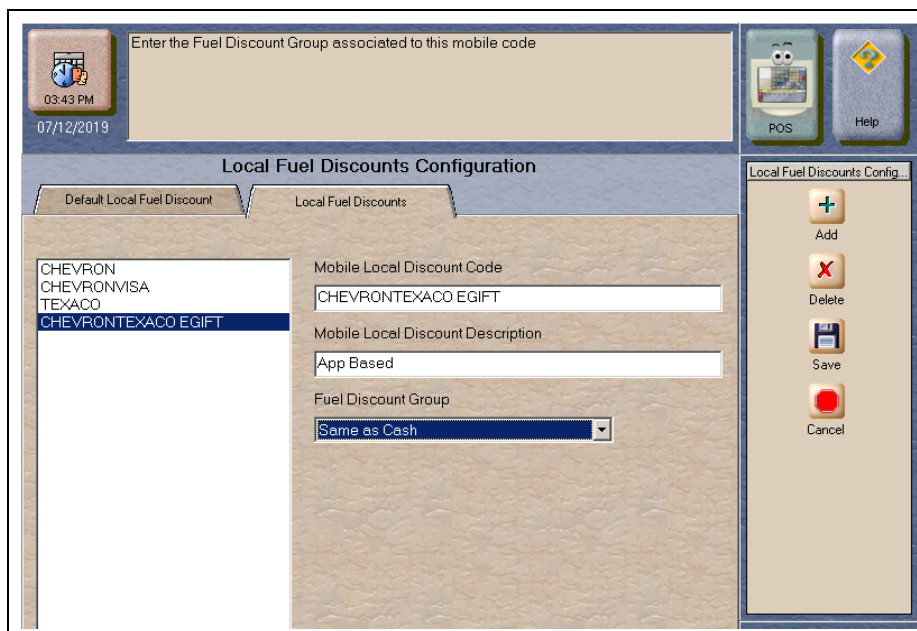 Enter the Fuel Discount Group associated to this mobile code
03:43 PM
07/12/2019
POS
Help
Local Fuel Discounts Configuration
Default Local Fuel Discount
Local Fuel Discounts
CHEVRON
CHEVRONVISA
TEXACO
CHEVRONTEXACO EGIFT
Mobile Local Discount Code
CHEVRONTEXACO EGIFT
Mobile Local Discount Description
App Based
Fuel Discount Group
Same as Cash
Local Fuel Discounts Config...
Add
Delete
Save
Cancel